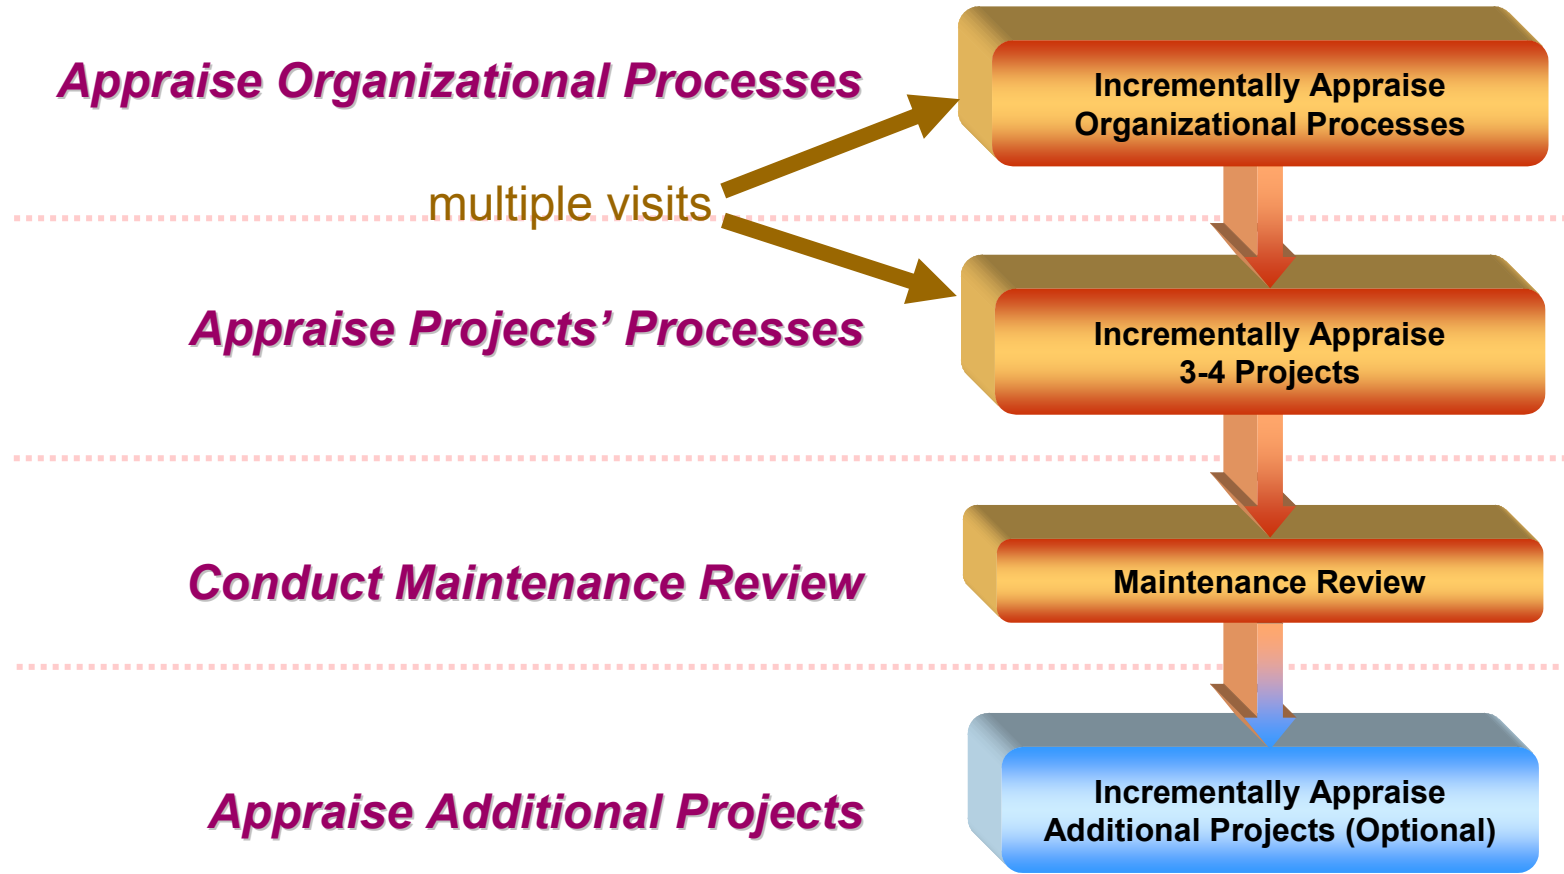 Appraise Organizational Processes
Incrementally Appraise
Organizational Processes
multiple visits
Appraise Projects’ Processes
Incrementally Appraise
3-4 Projects
Conduct Maintenance Review
Maintenance Review
Appraise Additional Projects
Incrementally Appraise
Additional Projects (Optional)